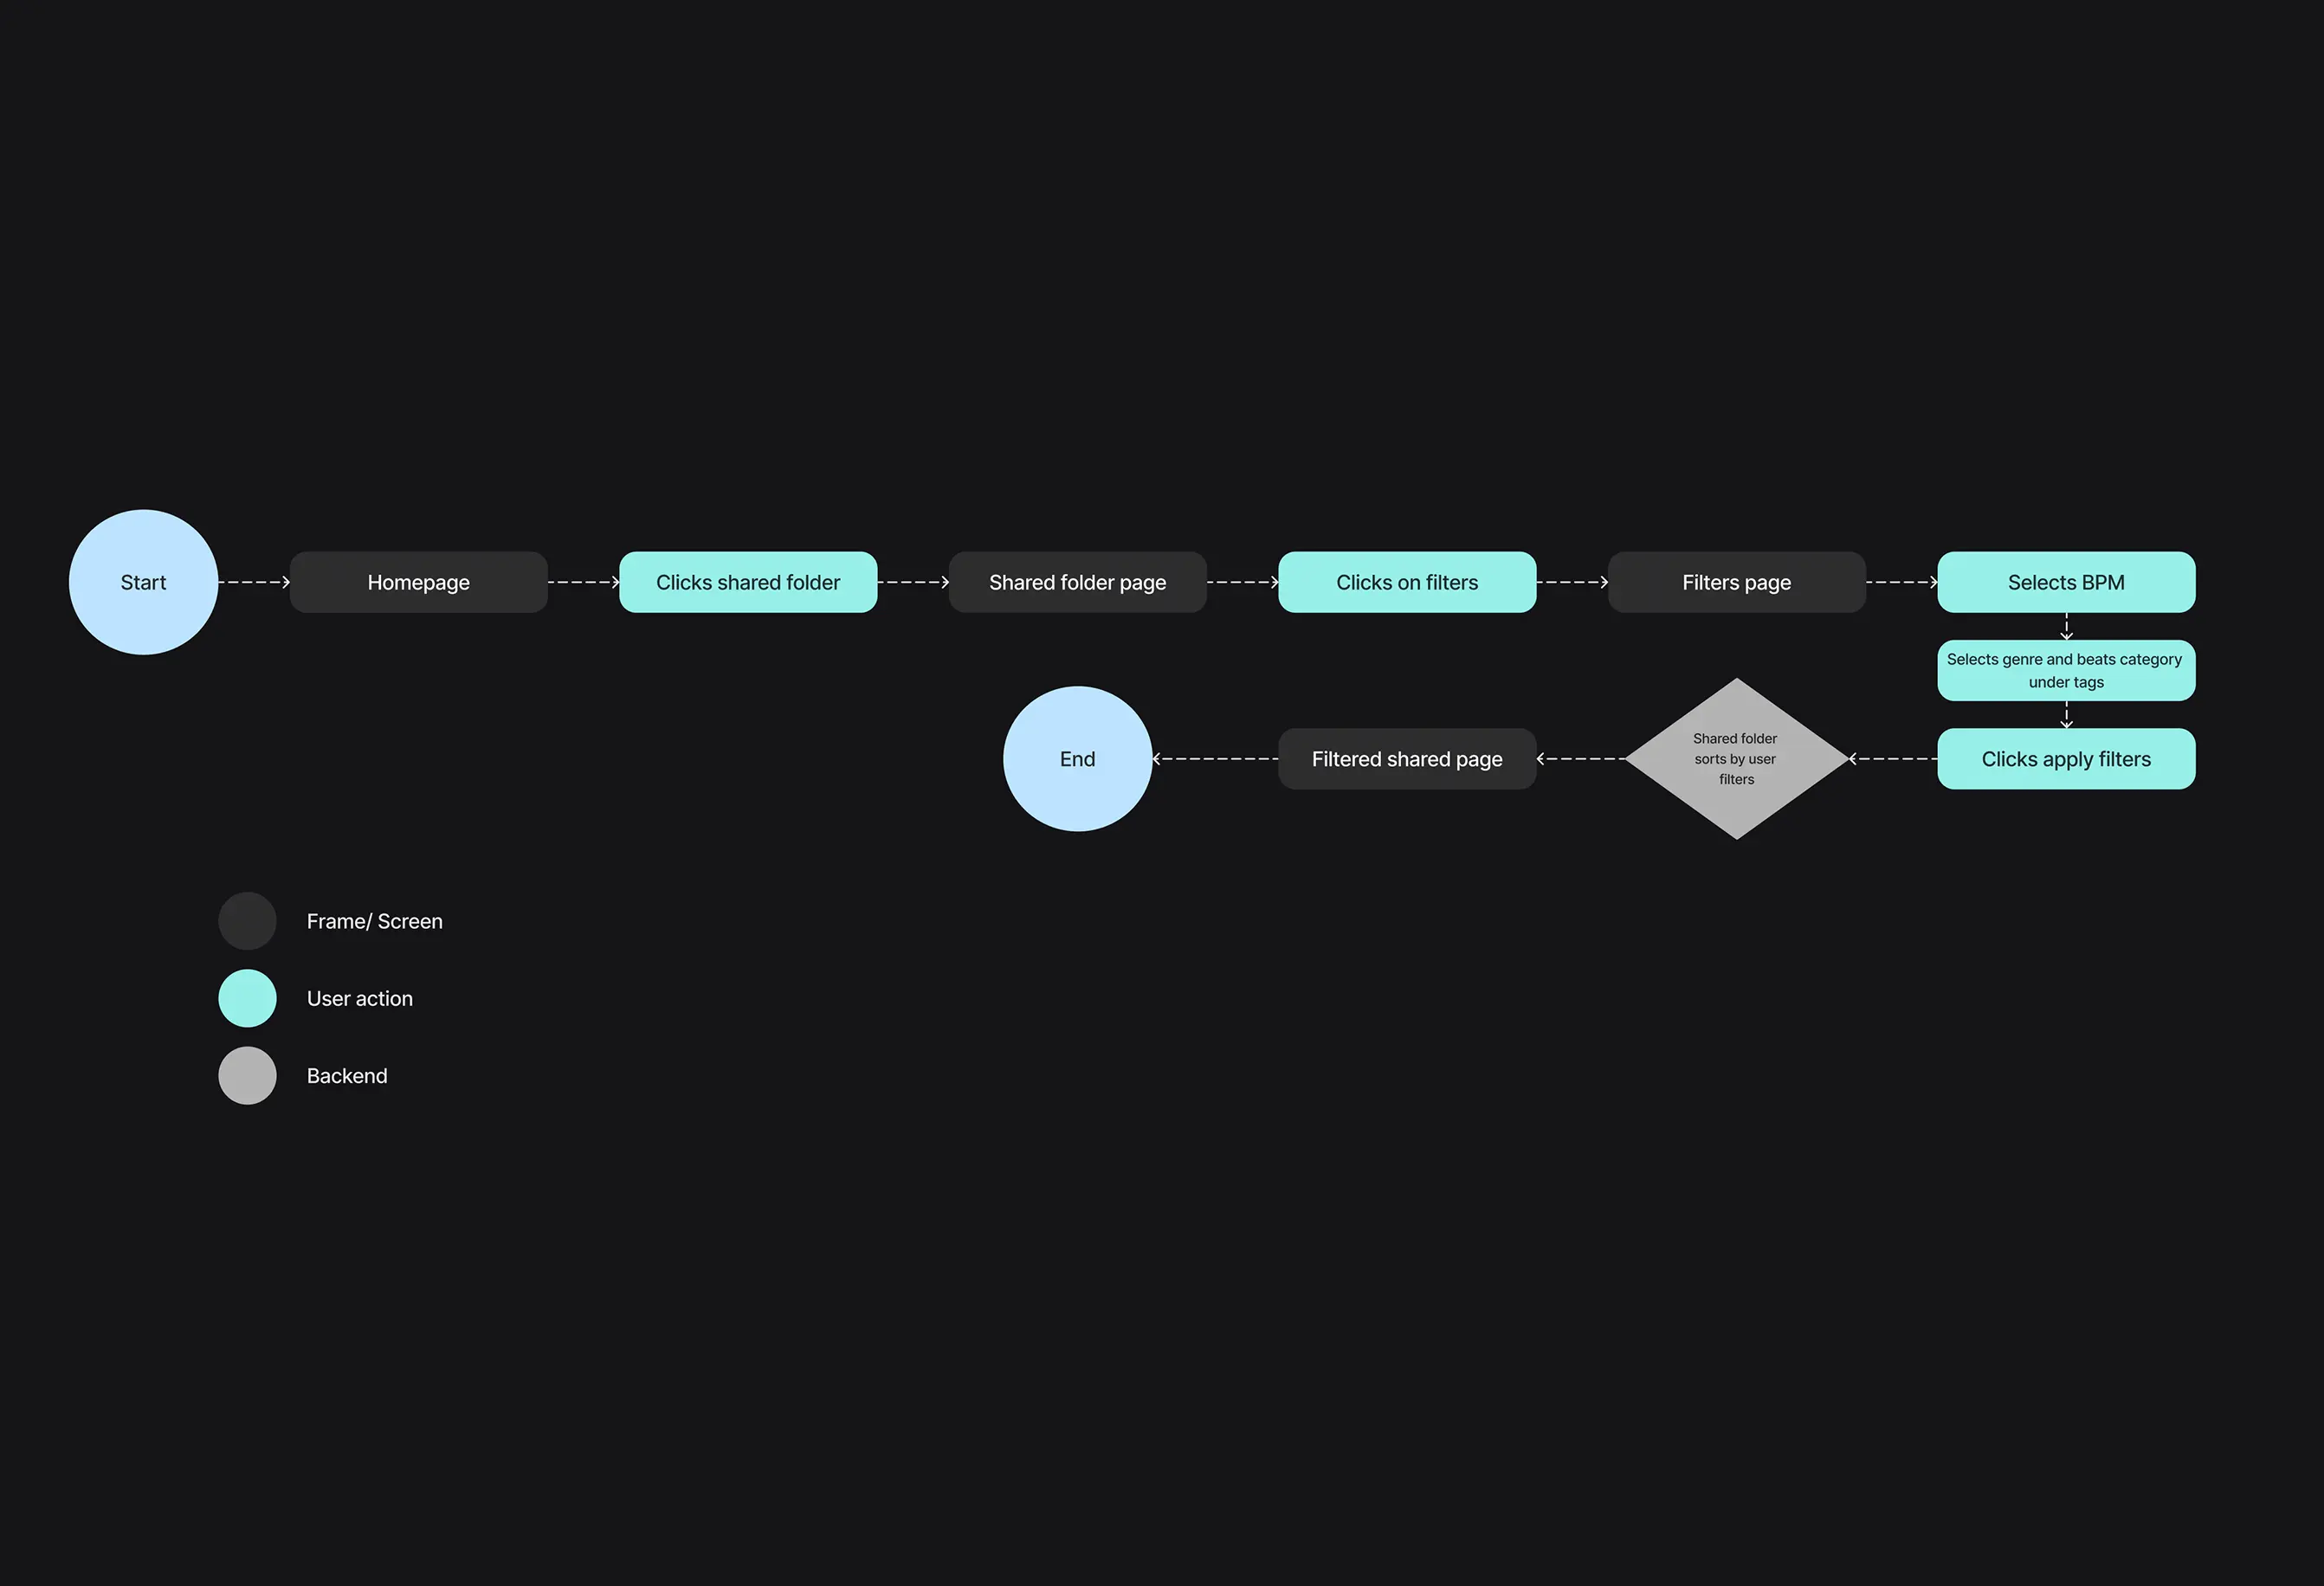 Start
Homepage
Clicks shared folder
Shared folder page
Clicks on filters
Filters page
Selects BPM
Selects genre and beats category
under tags
Clicks apply filters
Shared folder
sorts by user
filters
Filtered shared page
End
Frame/ Screen
User action
Backend